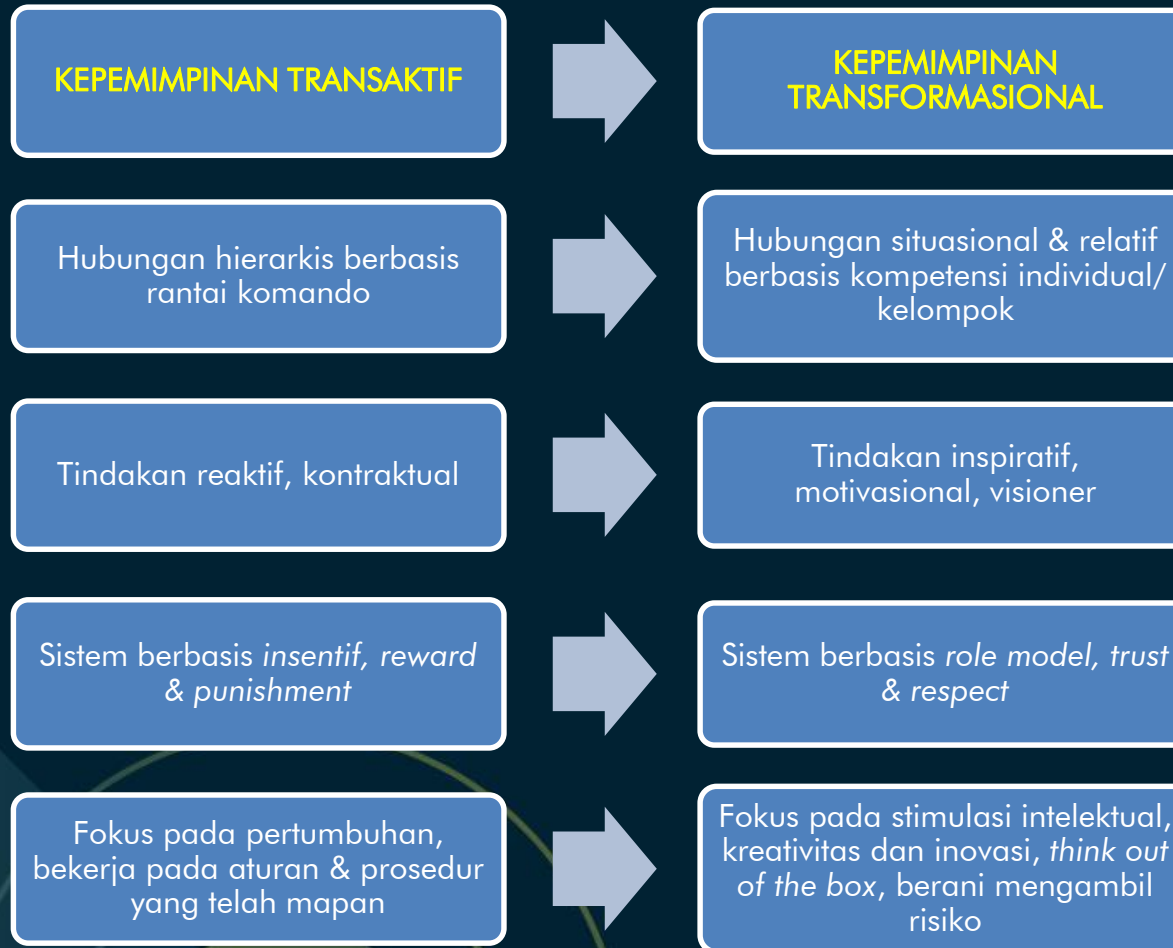 KEPEMIMPINAN TRANSAKTIF
KEPEMIMPINAN
TRANSFORMASIONAL
Hubungan hierarkis berbasis
rantai komando
Hubungan situasional & relatif
berbasis kompetensi individual/
kelompok
Tindakan reaktif, kontraktual
Tindakan inspiratif,
motivasional, visioner
Sistem berbasis insentif, reward
& punishment
Sistem berbasis role model, trust
& respect
Fokus pada pertumbuhan,
bekerja pada aturan & prosedur
yang telah mapan
Fokus pada stimulasi intelektual,
kreativitas dan inovasi, think out
of the box, berani mengambil
risiko